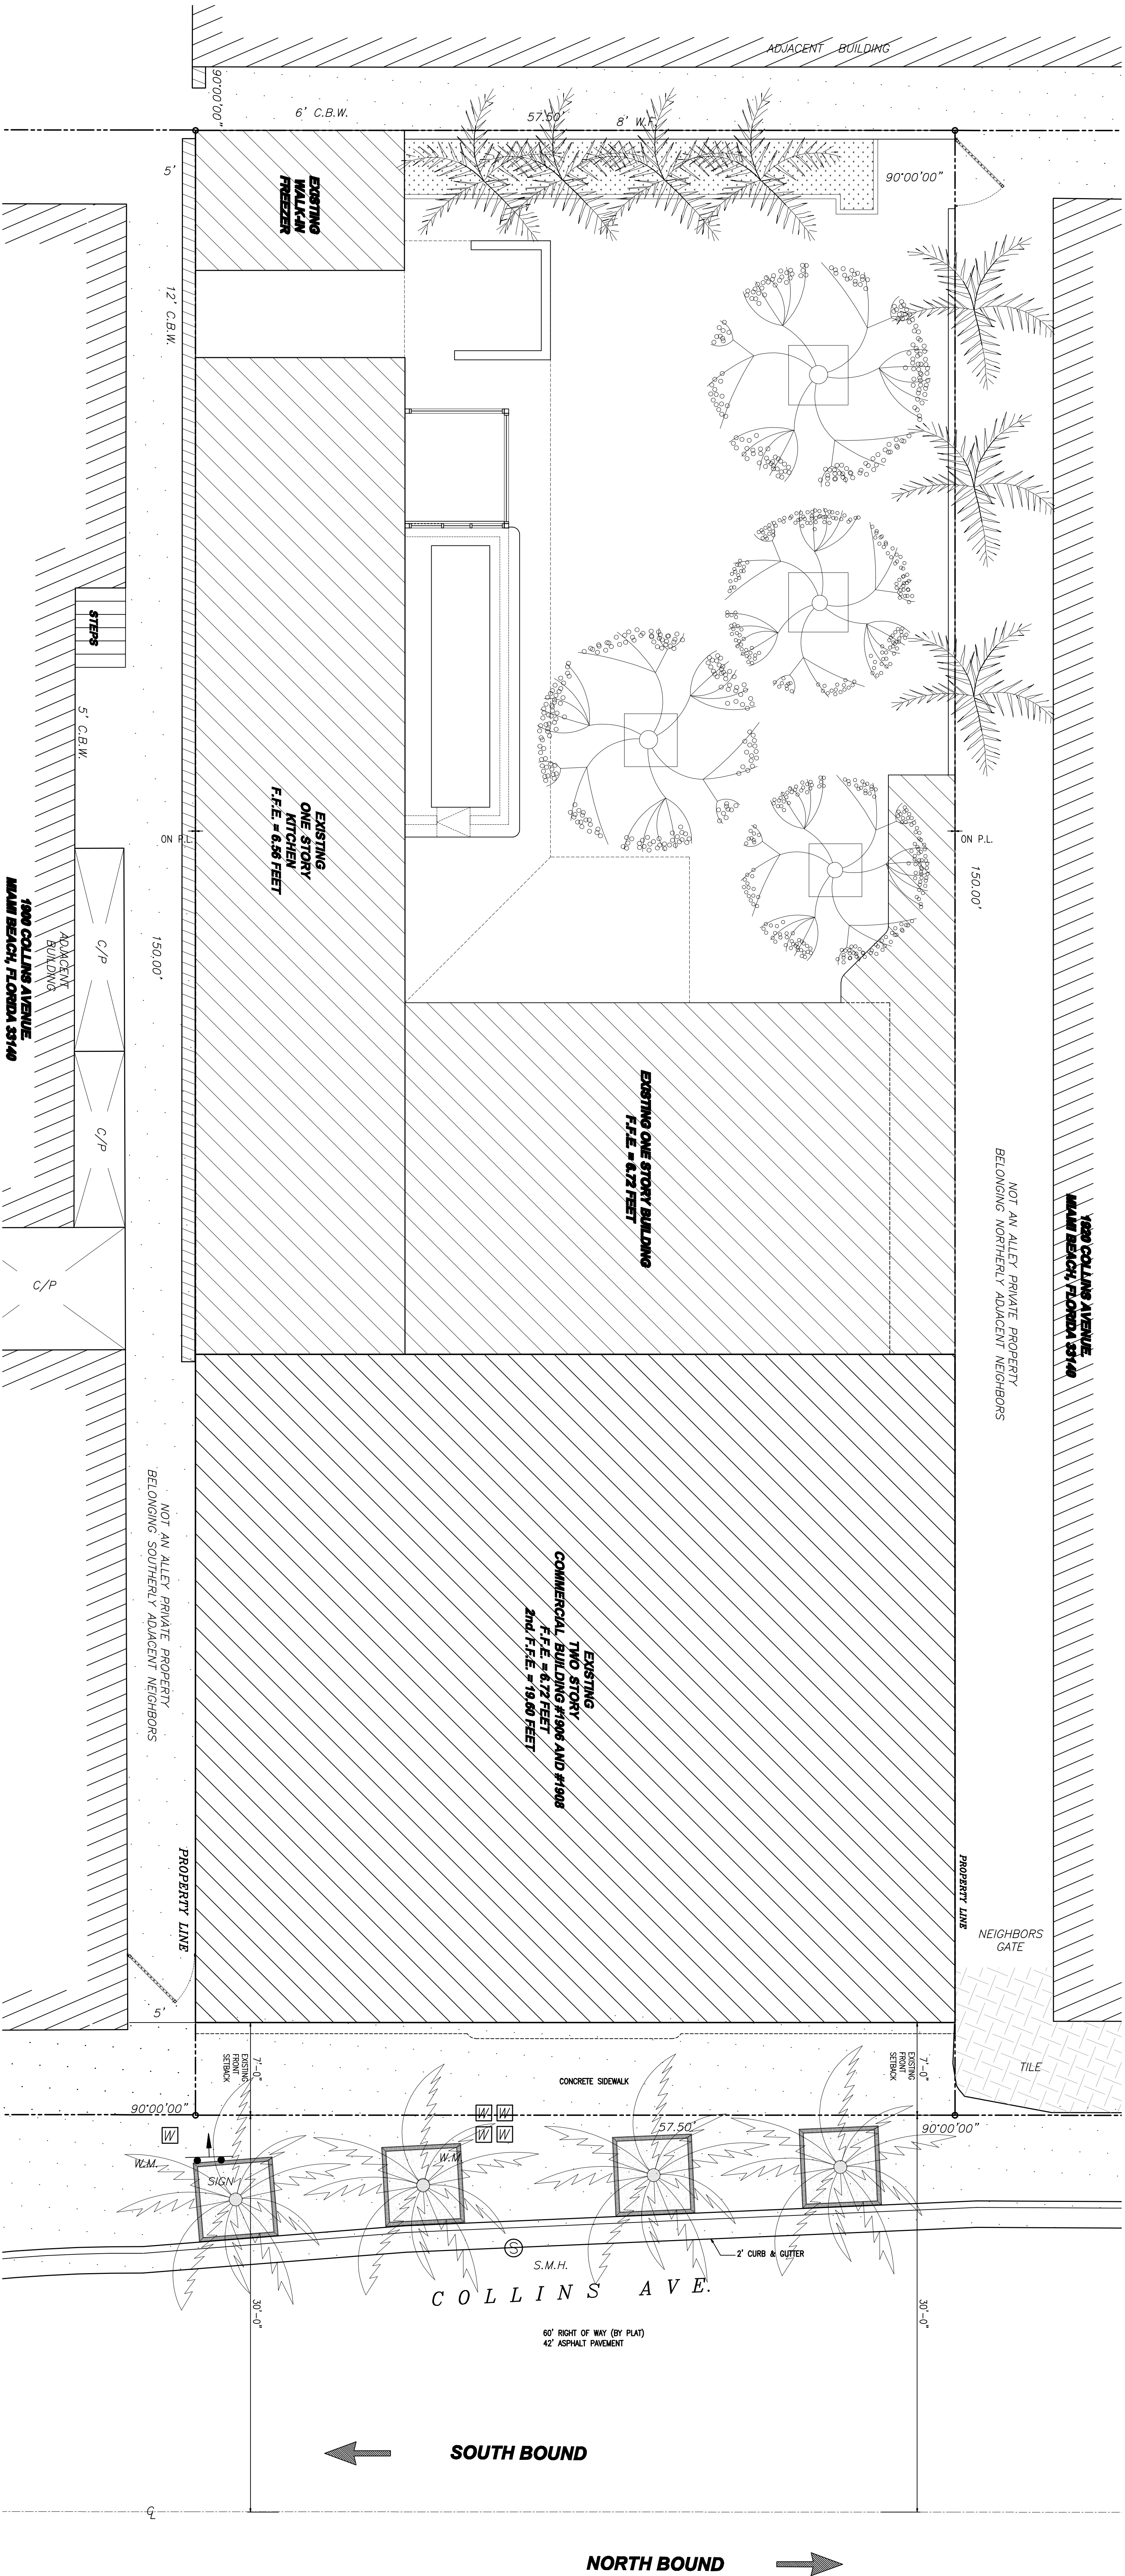 ADJACENT BUILDING
90°00'00"
6' C.B.W.
57.50'
8' W.F.
5'
90°00'00"
EXISTING
WALK-IN
FREEZER
12' C.B.W.
STEPS
5' C.B.W.
EXISTING
ONE STORY
KITCHEN
F.F.E. = 6.56 FEET
ON P.L.
ON P.L.
150.00'
150.00'
1900 COLLINS AVENUE.
MIAMI BEACH, FLORIDA 33140
ADJACENT
BUILDING
C/P
C/P
C/P
EXISTING ONE STORY BUILDING
F.F.E. = 6.72 FEET
NOT AN ALLEY PRIVATE PROPERTY
BELONGING NORTHERLY ADJACENT NEIGHBORS
1920 COLLINS AVENUE.
MIAMI BEACH, FLORIDA 33140
NOT AN ALLEY PRIVATE PROPERTY
BELONGING SOUTHERLY ADJACENT NEIGHBORS
EXISTING
TWO STORY
COMMERCIAL BUILDING #1906 AND #1908
F.F.E. = 6.72 FEET
2nd. F.F.E. = 19.60 FEET
PROPERTY LINE
PROPERTY LINE
NEIGHBORS
GATE
5'
TILE
7'-0"
EXISTING
FRONT
SETBACK
7'-0"
EXISTING
FRONT
SETBACK
CONCRETE SIDEWALK
90°00'00"
57.50'
90°00'00"
W
W W
W W
W.M.
W.M.
SIGN
S
S.M.H.
2' CURB & GUTTER
COLLINS AVE.
30'-0"
30'-0"
60' RIGHT OF WAY (BY PLAT)
42' ASPHALT PAVEMENT
SOUTH BOUND
CL
NORTH BOUND